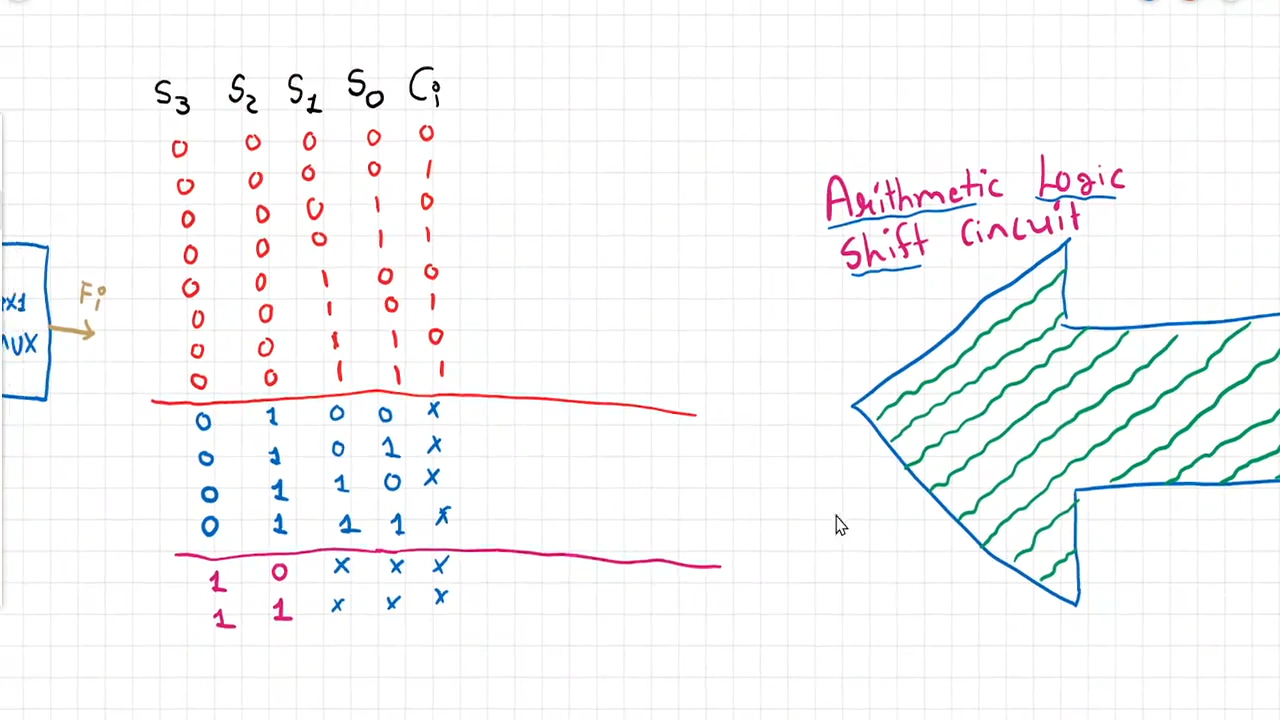 S3 S2 S1 S0 Ci
0 0 0 0 0
0 0 0 0 1
0 0 0 1 0
0 0 0 1 1
0 0 1 0 0
0 0 1 0 1
0 0 1 1 0
0 0 1 1 1
0 1 0 0 x
0 1 0 1 x
0 1 1 0 x
0 1 1 1 x
1 0 x x x
1 1 x x x
Fi
x1
MUX
Arithmetic Logic
Shift Circuit